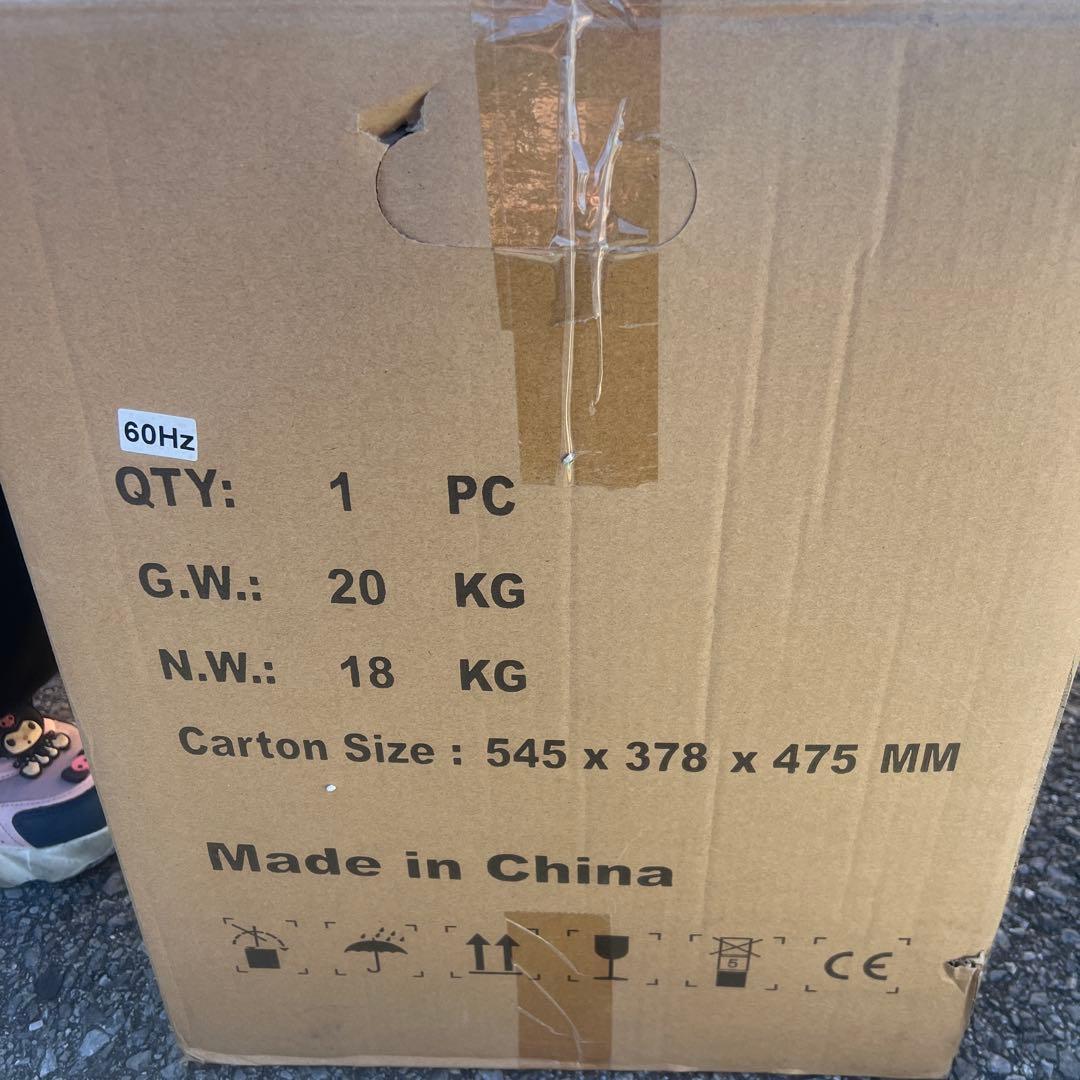 60Hz
QTY: 1 PC
G.W.: 20 KG
N.W.: 18 KG
Carton Size : 545 x 378 x 475 MM
Made in China
5
CE